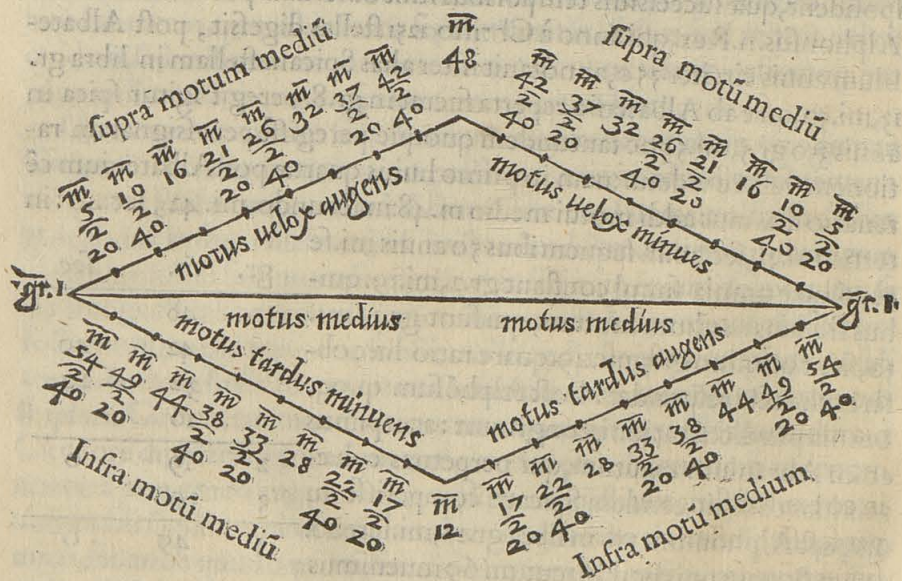 supra motum mediū
supra motū mediū
m̄ 5 2̄ 20
m̄ 10 2̄ 40
m̄ 16
m̄ 21 2̄ 20
m̄ 26 2̄ 40
m̄ 32
m̄ 37 2̄ 20
m̄ 42 2̄ 40
m̄ 48
m̄ 42 2̄ 40
m̄ 37 2̄ 20
m̄ 32
m̄ 26 2̄ 40
m̄ 21 2̄ 20
m̄ 16
m̄ 10 2̄ 40
m̄ 5 2̄ 20
motus uelox augens
motus uelox minues
gr. 1
motus medius
motus medius
motus tardus minuens
motus tardus augens
m̄ 54 2̄ 40
m̄ 49 2̄ 20
m̄ 44
m̄ 38 2̄ 40
m̄ 33 2̄ 20
m̄ 28
m̄ 22 2̄ 40
m̄ 17 2̄ 20
m̄ 12
m̄ 17 2̄ 20
m̄ 22 2̄ 40
m̄ 28
m̄ 33 2̄ 20
m̄ 38 2̄ 40
m̄ 44
m̄ 49 2̄ 20
m̄ 54 2̄ 40
Infra motū mediū
Infra motū medium